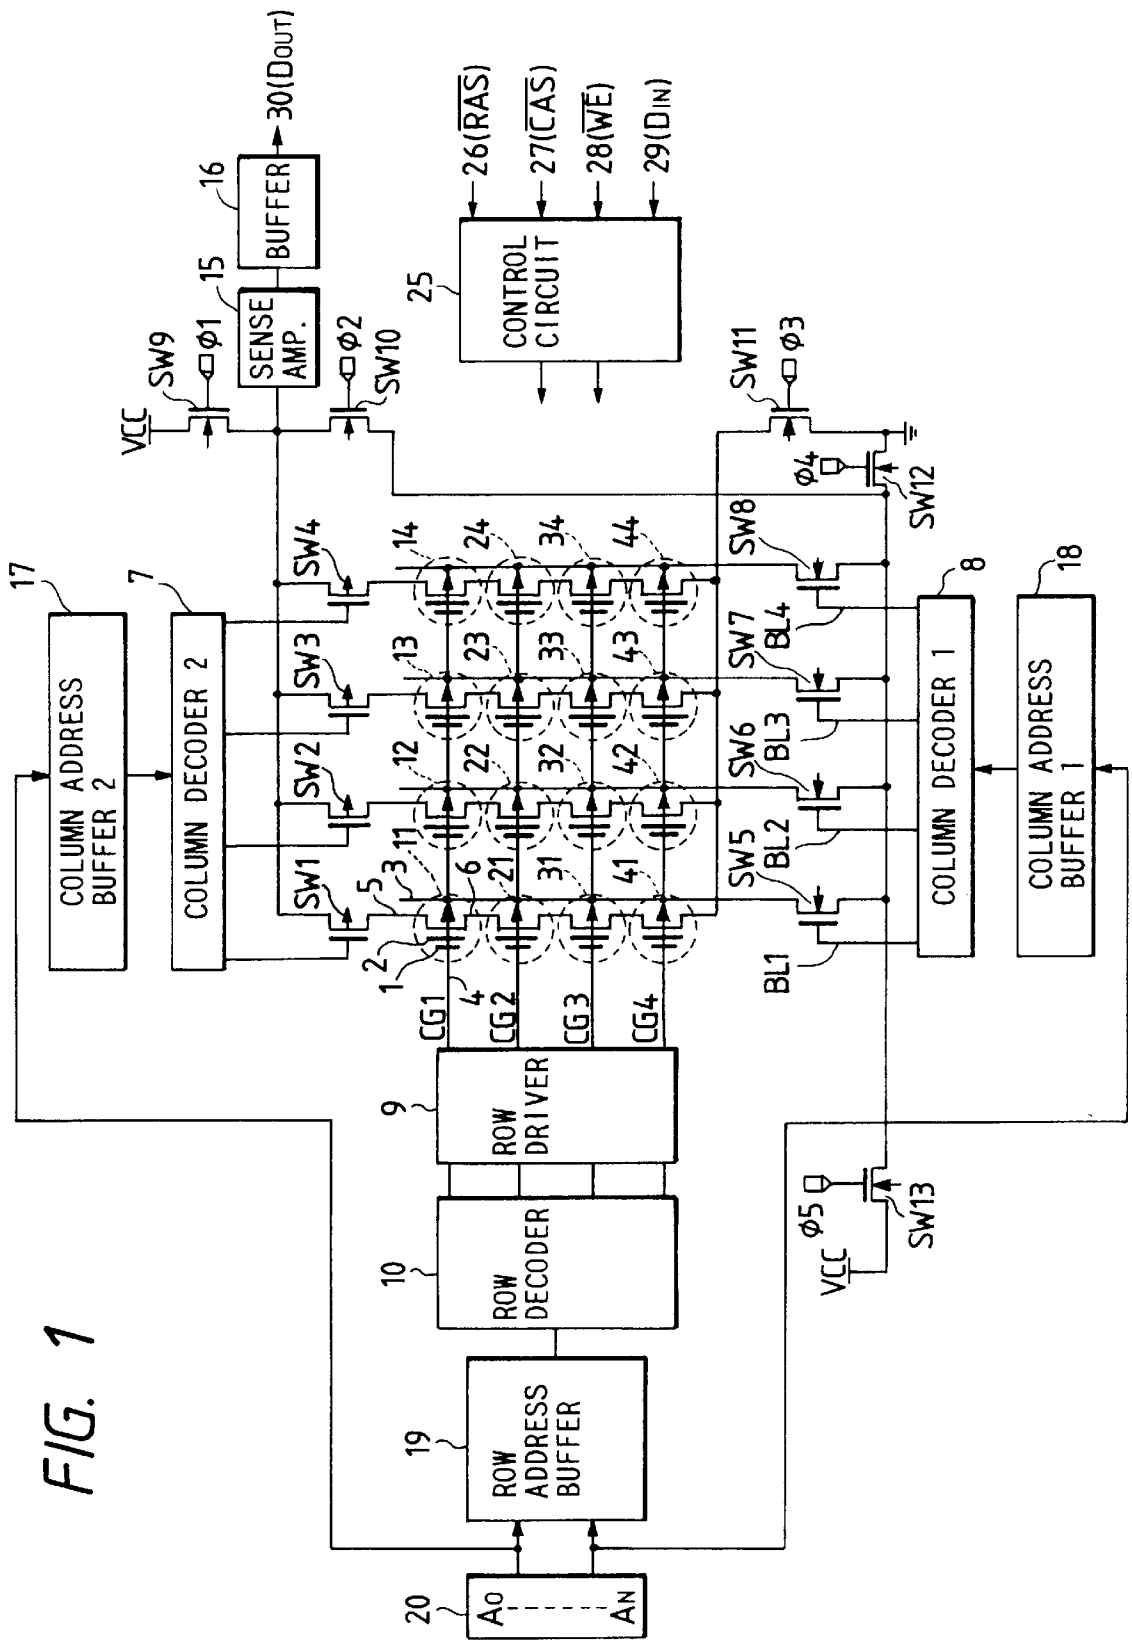 FIG. 1
17
COLUMN ADDRESS
BUFFER 2
7
COLUMN DECODER 2
SW1
SW2
SW3
SW4
VCC
SW9
φ1
15
SENSE
AMP.
16
BUFFER
30(DOUT)
φ2
SW10
20
A0
AN
19
ROW
ADDRESS
BUFFER
10
ROW
DECODER
9
ROW
DRIVER
CG1
CG2
CG3
CG4
1
2
3
4
5
6
11
12
13
14
21
22
23
24
31
32
33
34
41
42
43
44
25
CONTROL
CIRCUIT
26(R̅A̅S̅)
27(C̅A̅S̅)
28(W̅E̅)
29(DIN)
SW11
φ3
φ4
SW12
SW5
SW6
SW7
SW8
BL1
BL2
BL3
BL4
8
COLUMN DECODER 1
18
COLUMN ADDRESS
BUFFER 1
φ5
SW13
VCC